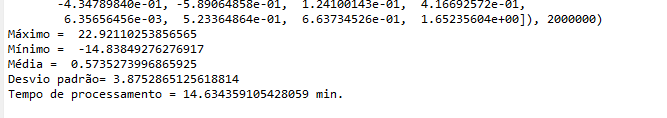 -4.34789840e-01, -5.89064858e-01, 1.24100143e-01, 4.16692572e-01,
6.35656456e-03, 5.23364864e-01, 6.63734526e-01, 1.65235604e+00]), 2000000)
Máximo =  22.92110253856565
Mínimo =  -14.83849276276917
Média =  0.5735273996865925
Desvio padrão= 3.8752865125618814
Tempo de processamento = 14.634359105428059 min.